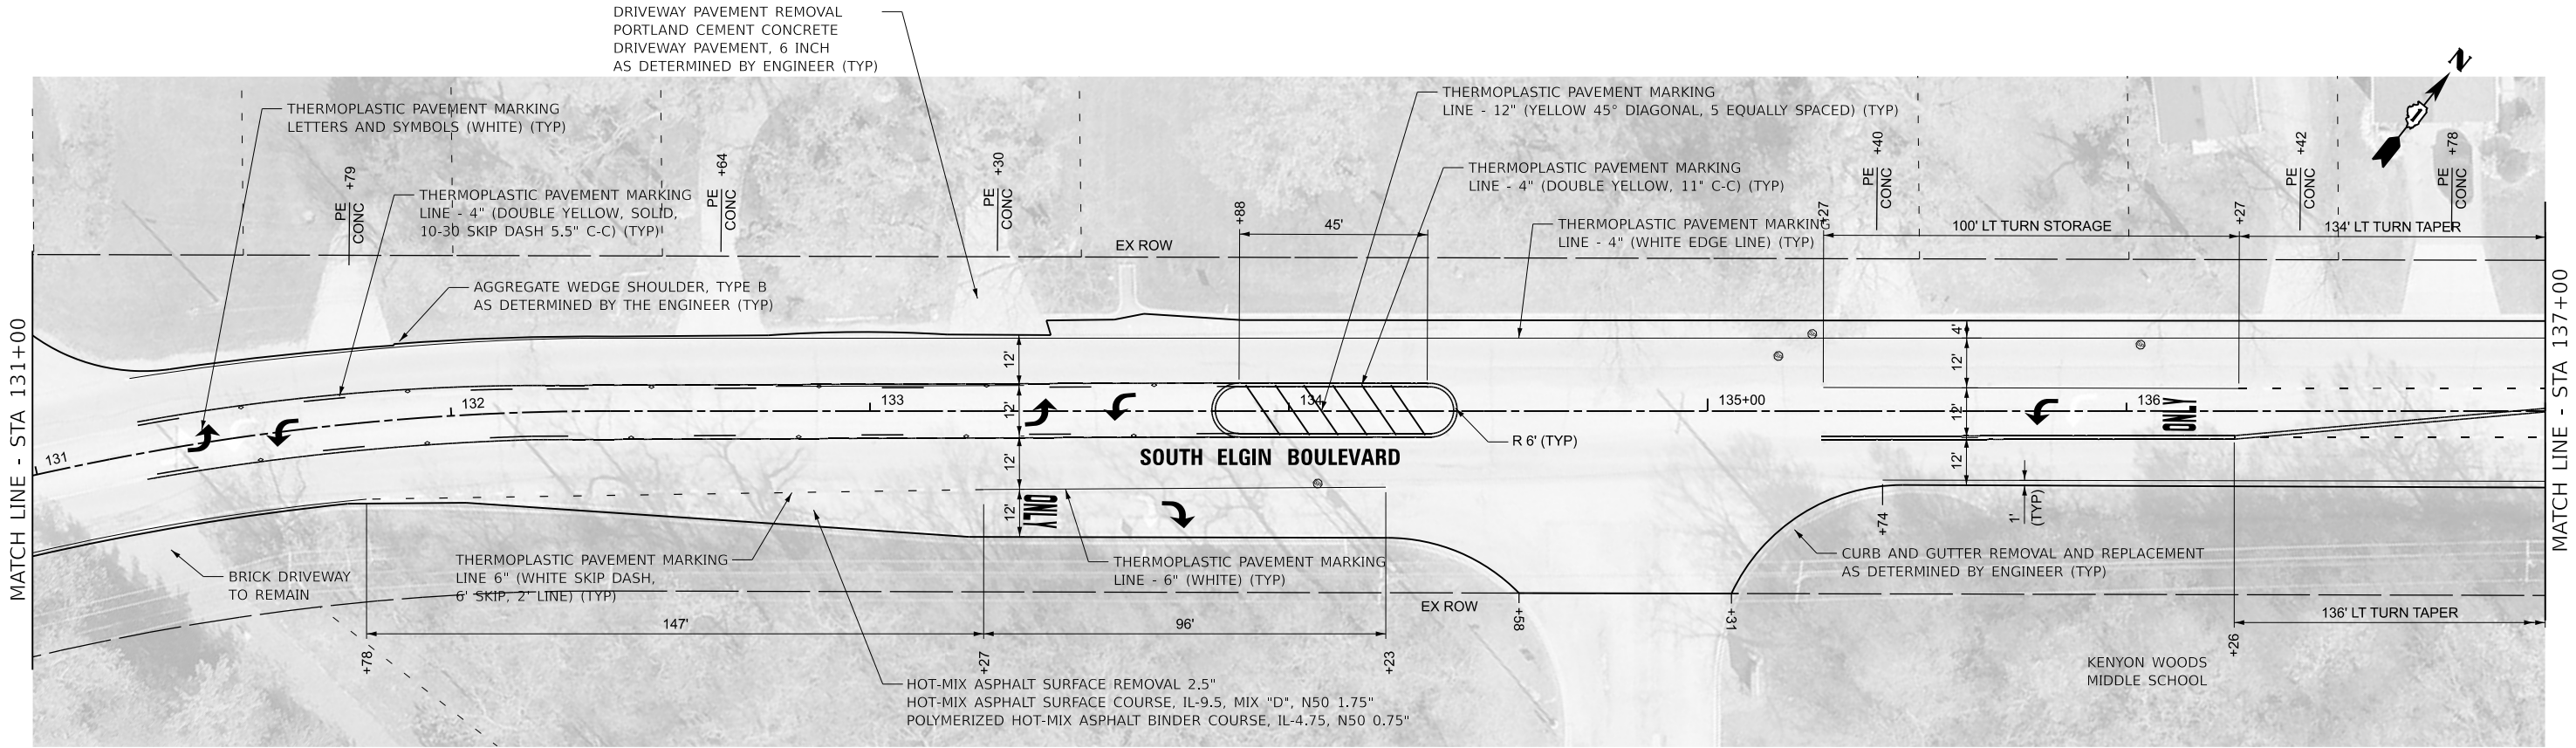 DRIVEWAY PAVEMENT REMOVAL
PORTLAND CEMENT CONCRETE
DRIVEWAY PAVEMENT, 6 INCH
AS DETERMINED BY ENGINEER (TYP)
THERMOPLASTIC PAVEMENT MARKING
LETTERS AND SYMBOLS (WHITE) (TYP)
THERMOPLASTIC PAVEMENT MARKING
LINE - 12" (YELLOW 45° DIAGONAL, 5 EQUALLY SPACED) (TYP)
N
THERMOPLASTIC PAVEMENT MARKING
LINE - 4" (DOUBLE YELLOW, SOLID,
10-30 SKIP DASH 5.5" C-C) (TYP)
THERMOPLASTIC PAVEMENT MARKING
LINE - 4" (DOUBLE YELLOW, 11" C-C) (TYP)
THERMOPLASTIC PAVEMENT MARKING
LINE - 4" (WHITE EDGE LINE) (TYP)
PE
CONC
+79
PE
CONC
+64
PE
CONC
+30
PE
CONC
+40
PE
CONC
+42
PE
CONC
+78
+88
45'
+27
100' LT TURN STORAGE
+27
134' LT TURN TAPER
EX ROW
AGGREGATE WEDGE SHOULDER, TYPE B
AS DETERMINED BY THE ENGINEER (TYP)
MATCH LINE - STA 131+00
MATCH LINE - STA 137+00
12'
12'
12'
12'
4'
12'
12'
12'
131
132
133
134
135+00
136
ONLY
ONLY
R 6' (TYP)
SOUTH ELGIN BOULEVARD
1'
(TYP)
+74
CURB AND GUTTER REMOVAL AND REPLACEMENT
AS DETERMINED BY ENGINEER (TYP)
THERMOPLASTIC PAVEMENT MARKING
LINE 6" (WHITE SKIP DASH,
6' SKIP, 2' LINE) (TYP)
THERMOPLASTIC PAVEMENT MARKING
LINE - 6" (WHITE) (TYP)
BRICK DRIVEWAY
TO REMAIN
EX ROW
+58
+31
136' LT TURN TAPER
147'
96'
+78
+27
+23
+26
KENYON WOODS
MIDDLE SCHOOL
HOT-MIX ASPHALT SURFACE REMOVAL 2.5"
HOT-MIX ASPHALT SURFACE COURSE, IL-9.5, MIX "D", N50 1.75"
POLYMERIZED HOT-MIX ASPHALT BINDER COURSE, IL-4.75, N50 0.75"